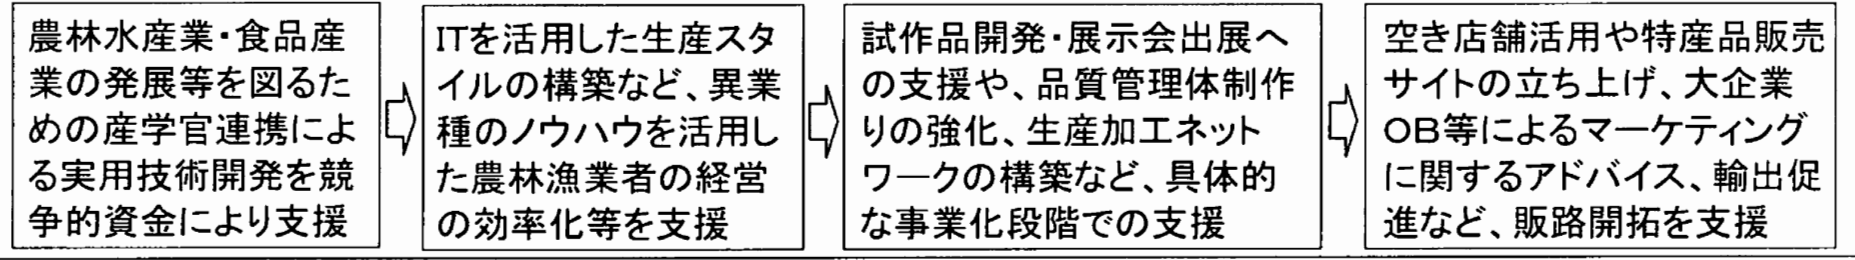 農林水産業・食品産
業の発展等を図るた
めの産学官連携によ
る実用技術開発を競
争的資金により支援
ITを活用した生産スタ
イルの構築など、異業
種のノウハウを活用し
た農林漁業者の経営
の効率化等を支援
試作品開発・展示会出展へ
の支援や、品質管理体制作
りの強化、生産加工ネット
ワークの構築など、具体的
な事業化段階での支援
空き店舗活用や特産品販売
サイトの立ち上げ、大企業
OB等によるマーケティング
に関するアドバイス、輸出促
進など、販路開拓を支援